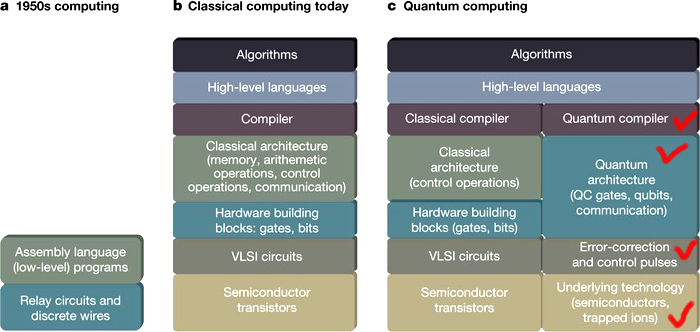 a 1950s computing
Assembly language
(low-level) programs
Relay circuits and
discrete wires
b Classical computing today
Algorithms
High-level languages
Compiler
Classical architecture
(memory, arithemetic
operations, control
operations, communication)
Hardware building
blocks: gates, bits
VLSI circuits
Semiconductor
transistors
c Quantum computing
Algorithms
High-level languages
Classical compiler
Quantum compiler
Classical
architecture
(control operations)
Quantum
architecture
(QC gates, qubits,
communication)
Hardware building
blocks (gates, bits)
VLSI circuits
Error-correction
and control pulses
Semiconductor
transistors
Underlying technology
(semiconductors,
trapped ions)